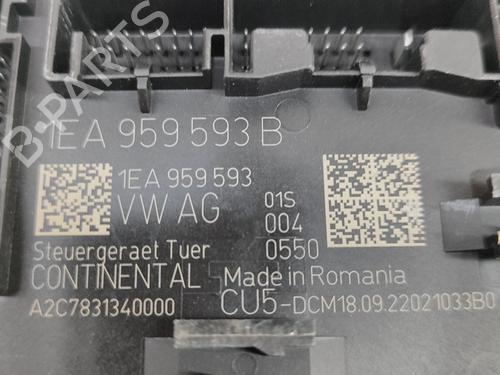 1EA 959 593 B
1EA 959 593
VW AG
01S
004
0550
Steuergeraet Tuer
CONTINENTAL
Made in Romania
A2C7831340000
CU5-DCM18.09.22021033B0
B-PARTS